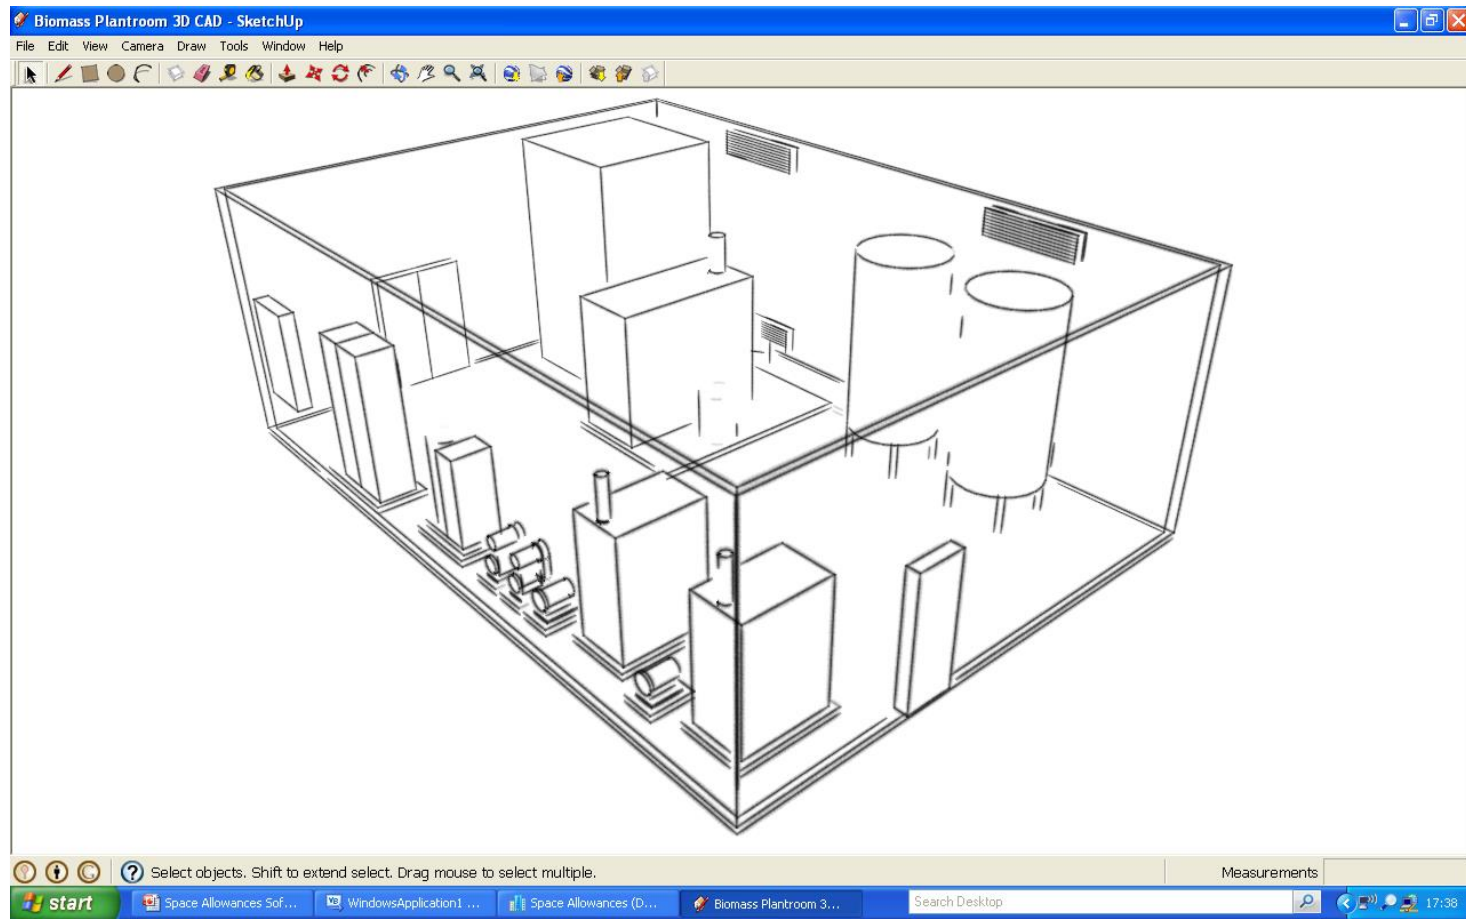 Biomass Plantroom 3D CAD - SketchUp
File Edit View Camera Draw Tools Window Help
Select objects. Shift to extend select. Drag mouse to select multiple.
Measurements
start
Space Allowances Sof...
WindowsApplication1 ...
Space Allowances (D...
Biomass Plantroom 3...
Search Desktop
17:38